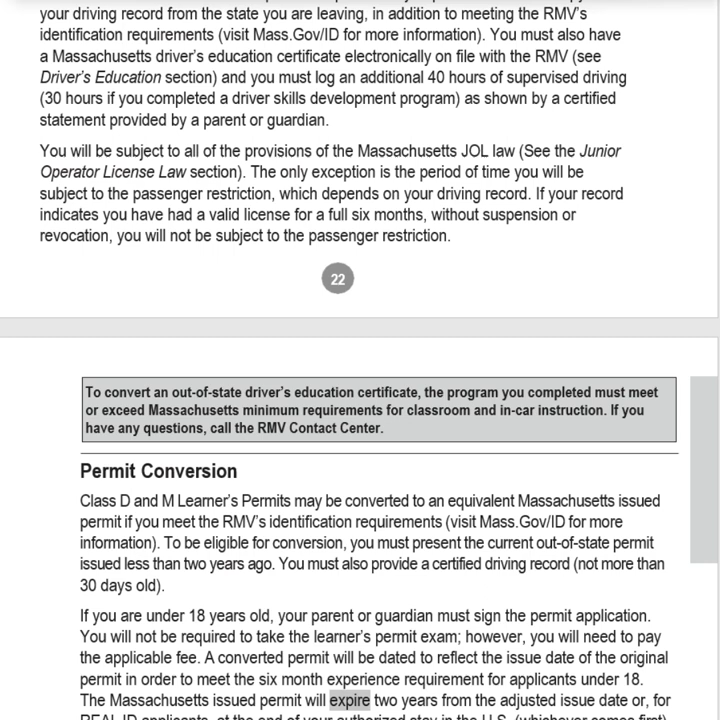 your driving record from the state you are leaving, in addition to meeting the RMV's
identification requirements (visit Mass.Gov/ID for more information). You must also have
a Massachusetts driver's education certificate electronically on file with the RMV (see
Driver's Education section) and you must log an additional 40 hours of supervised driving
(30 hours if you completed a driver skills development program) as shown by a certified
statement provided by a parent or guardian.
You will be subject to all of the provisions of the Massachusetts JOL law (See the Junior
Operator License Law section). The only exception is the period of time you will be
subject to the passenger restriction, which depends on your driving record. If your record
indicates you have had a valid license for a full six months, without suspension or
revocation, you will not be subject to the passenger restriction.
22
To convert an out-of-state driver's education certificate, the program you completed must meet
or exceed Massachusetts minimum requirements for classroom and in-car instruction. If you
have any questions, call the RMV Contact Center.
Permit Conversion
Class D and M Learner's Permits may be converted to an equivalent Massachusetts issued
permit if you meet the RMV's identification requirements (visit Mass.Gov/ID for more
information). To be eligible for conversion, you must present the current out-of-state permit
issued less than two years ago. You must also provide a certified driving record (not more than
30 days old).
If you are under 18 years old, your parent or guardian must sign the permit application.
You will not be required to take the learner's permit exam; however, you will need to pay
the applicable fee. A converted permit will be dated to reflect the issue date of the original
permit in order to meet the six month experience requirement for applicants under 18.
The Massachusetts issued permit will expire two years from the adjusted issue date or, for
REAL ID applicants, at the end of your authorized stay in the U.S. (whichever comes first)